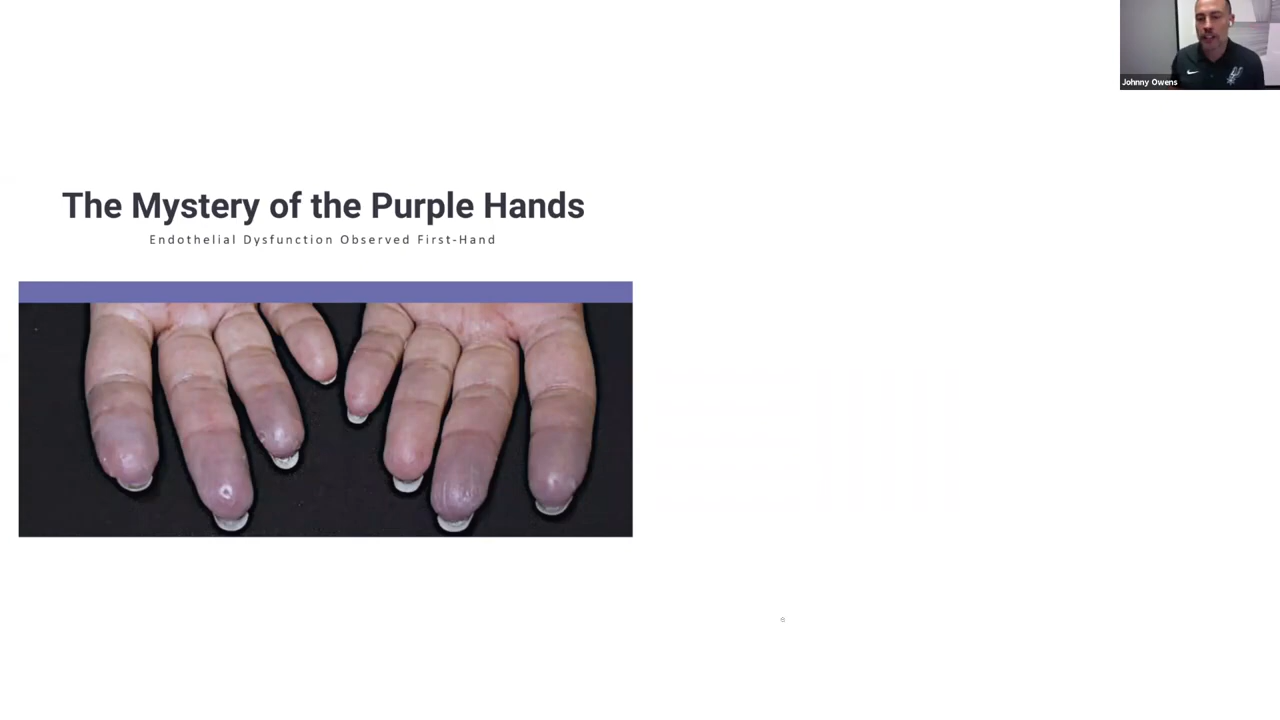 The Mystery of the Purple Hands
Endothelial Dysfunction Observed First-Hand
Johnny Owens